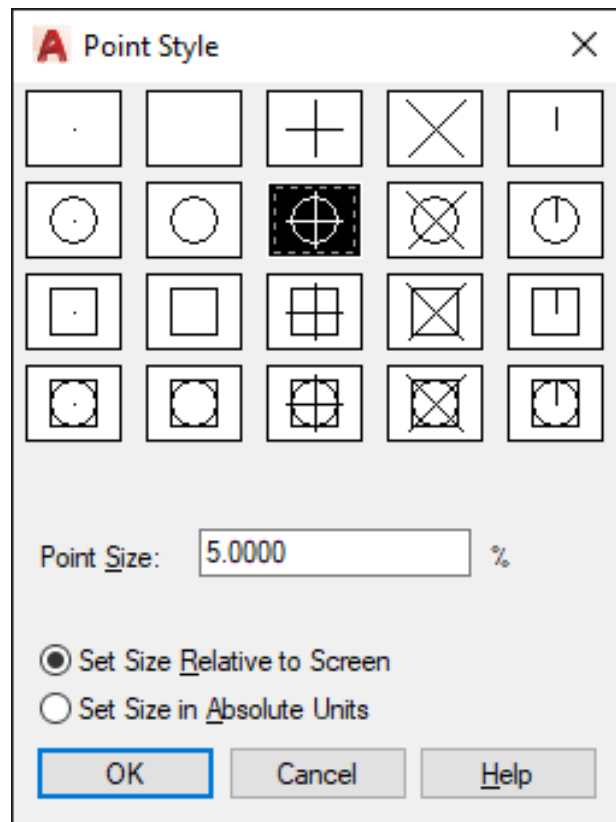 Point Style
Point Size: 5.0000 %
Set Size Relative to Screen
Set Size in Absolute Units
OK Cancel Help